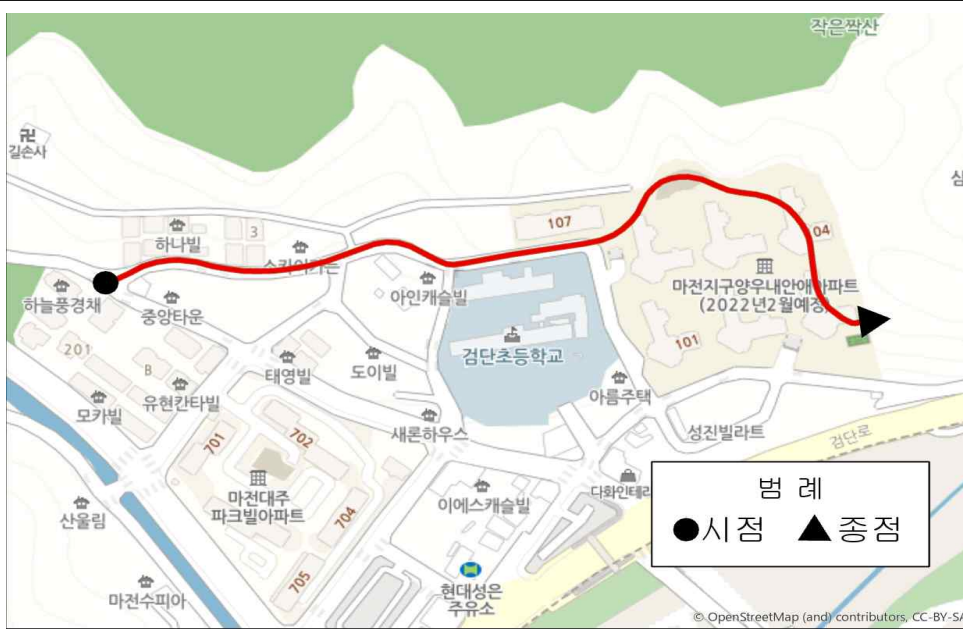 작은짝산
卍
길손사
삼
107
하나빌
3
04
하늘풍경채
중앙타운
아인캐슬빌
마전지구양우내안애아파트
(2022년2월예정)
201
B
검단초등학교
101
태영빌
도이빌
아름주택
모카빌
유현칸타빌
새론하우스
성진빌라트
검단로
701
702
마전대주
파크빌아파트
704
705
이에스캐슬빌
다화인테리
산울림
마전수피아
현대성은
주유소
범 례
●시점 ▲종점
© OpenStreetMap (and) contributors, CC-BY-SA